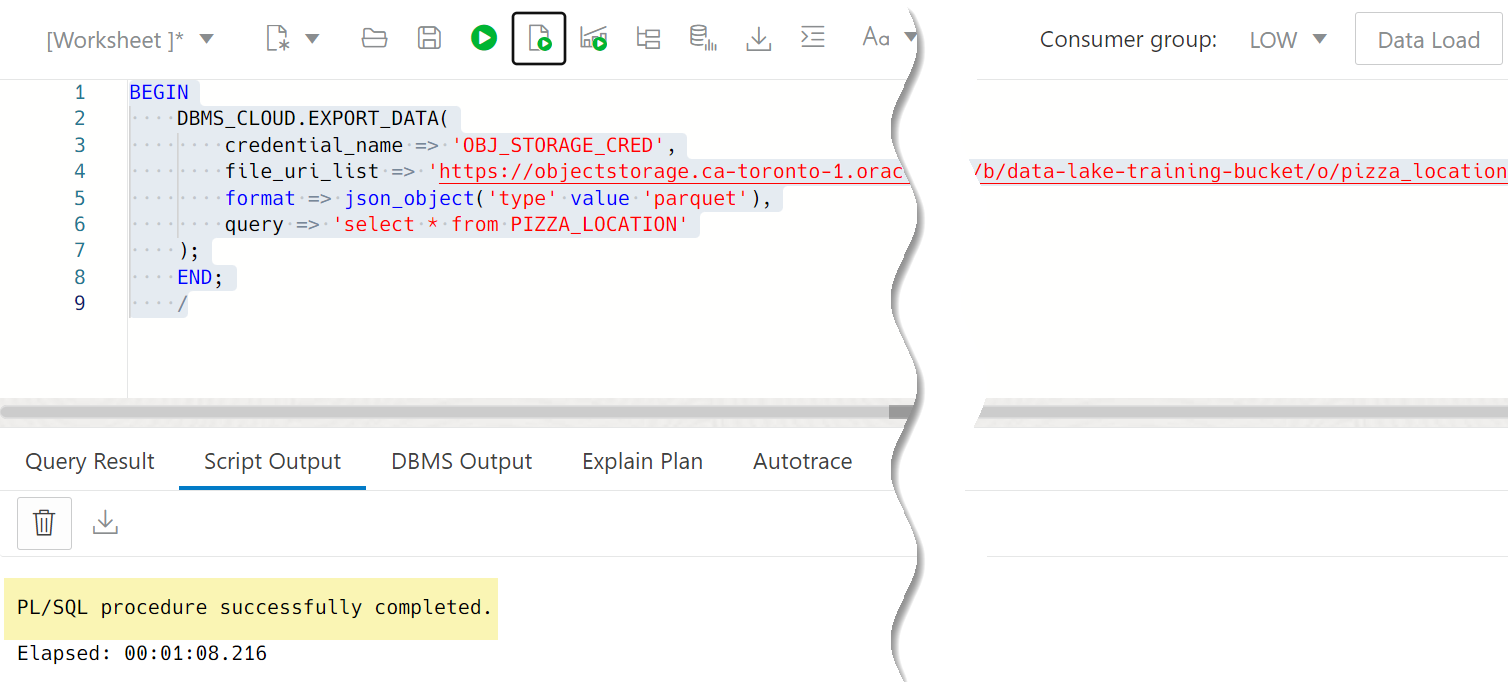 [Worksheet ]*
Aa
Consumer group: LOW
Data Load
1 BEGIN
2 DBMS_CLOUD.EXPORT_DATA(
3 credential_name => 'OBJ_STORAGE_CRED',
4 file_uri_list => 'https://objectstorage.ca-toronto-1.orac /b/data-lake-training-bucket/o/pizza_location
5 format => json_object('type' value 'parquet'),
6 query => 'select * from PIZZA_LOCATION'
7 );
8 END;
9 /
Query Result
Script Output
DBMS Output
Explain Plan
Autotrace
PL/SQL procedure successfully completed.
Elapsed: 00:01:08.216